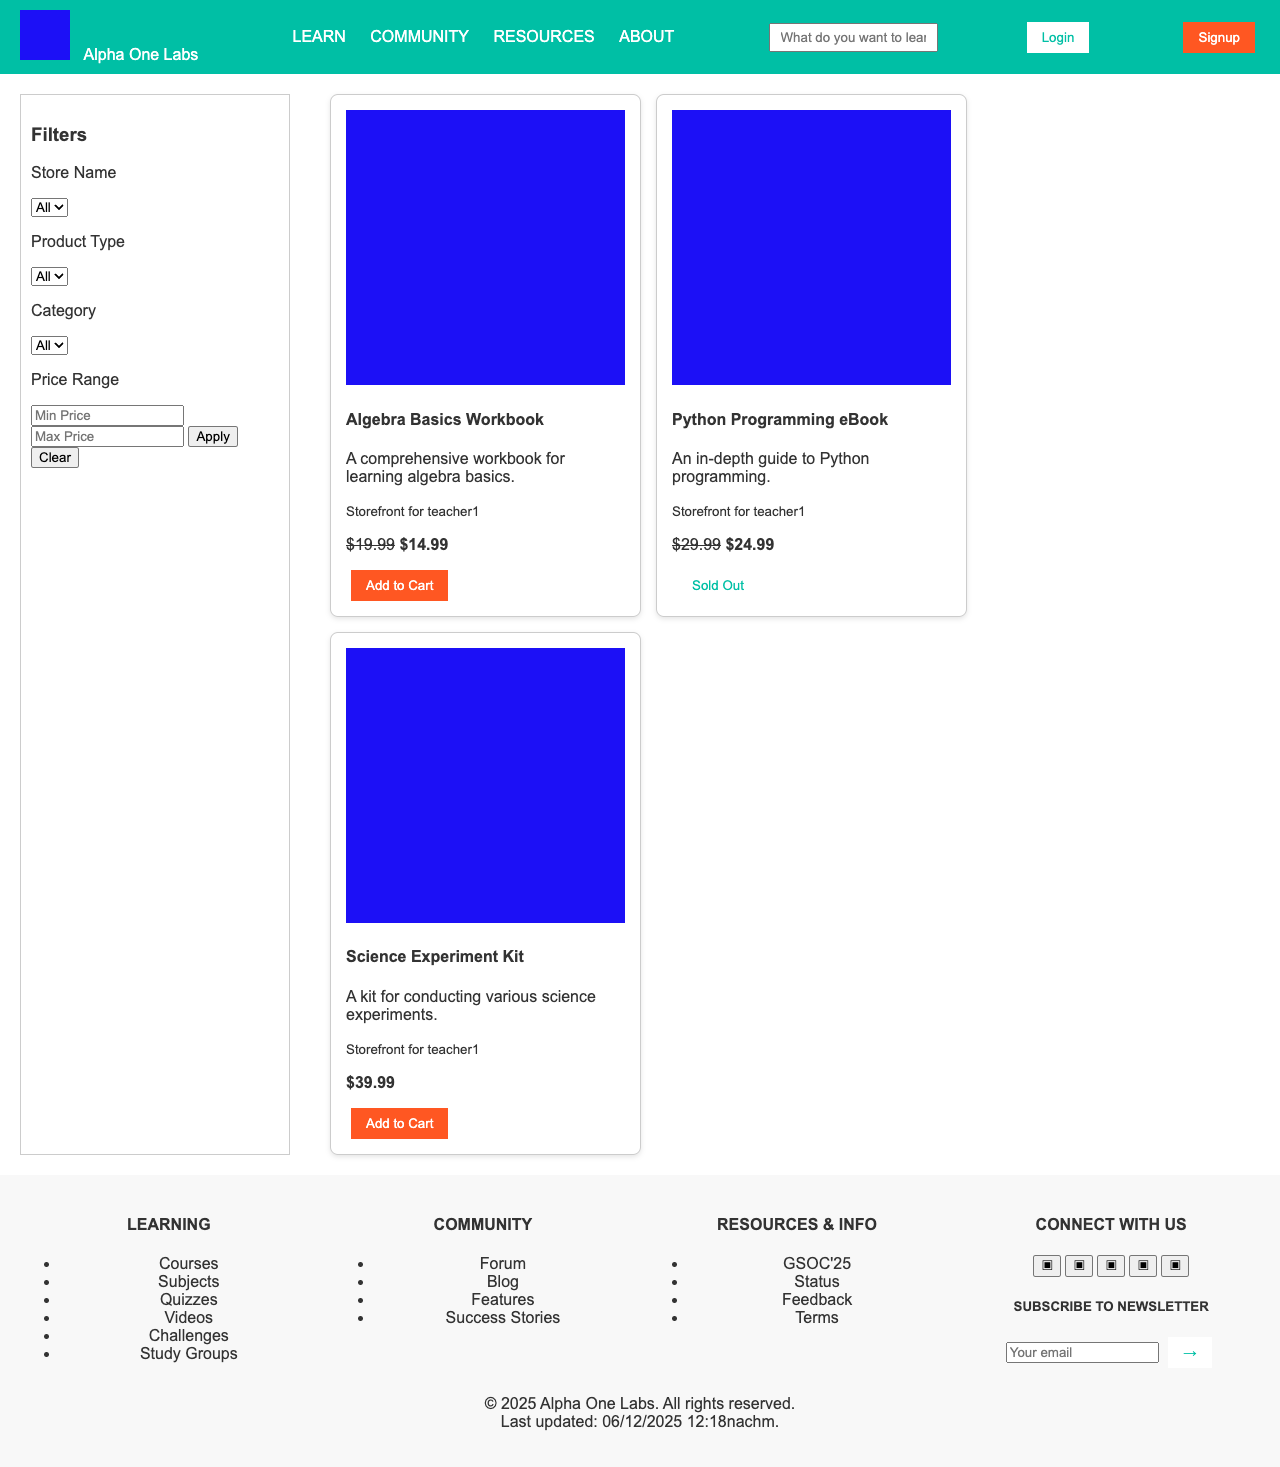 Alpha One Labs
LEARN COMMUNITY RESOURCES ABOUT
What do you want to lear
Login
Signup
Filters
Store Name
All
Product Type
All
Category
All
Price Range
Min Price
Max Price Apply
Clear
Algebra Basics Workbook
A comprehensive workbook for
learning algebra basics.
Storefront for teacher1
$19.99 $14.99
Add to Cart
Python Programming eBook
An in-depth guide to Python
programming.
Storefront for teacher1
$29.99 $24.99
Sold Out
Science Experiment Kit
A kit for conducting various science
experiments.
Storefront for teacher1
$39.99
Add to Cart
LEARNING
• Courses
• Subjects
• Quizzes
• Videos
• Challenges
• Study Groups
COMMUNITY
• Forum
• Blog
• Features
• Success Stories
RESOURCES & INFO
• GSOC'25
• Status
• Feedback
• Terms
CONNECT WITH US
▣ ▣ ▣ ▣ ▣
SUBSCRIBE TO NEWSLETTER
Your email →
© 2025 Alpha One Labs. All rights reserved.
Last updated: 06/12/2025 12:18nachm.